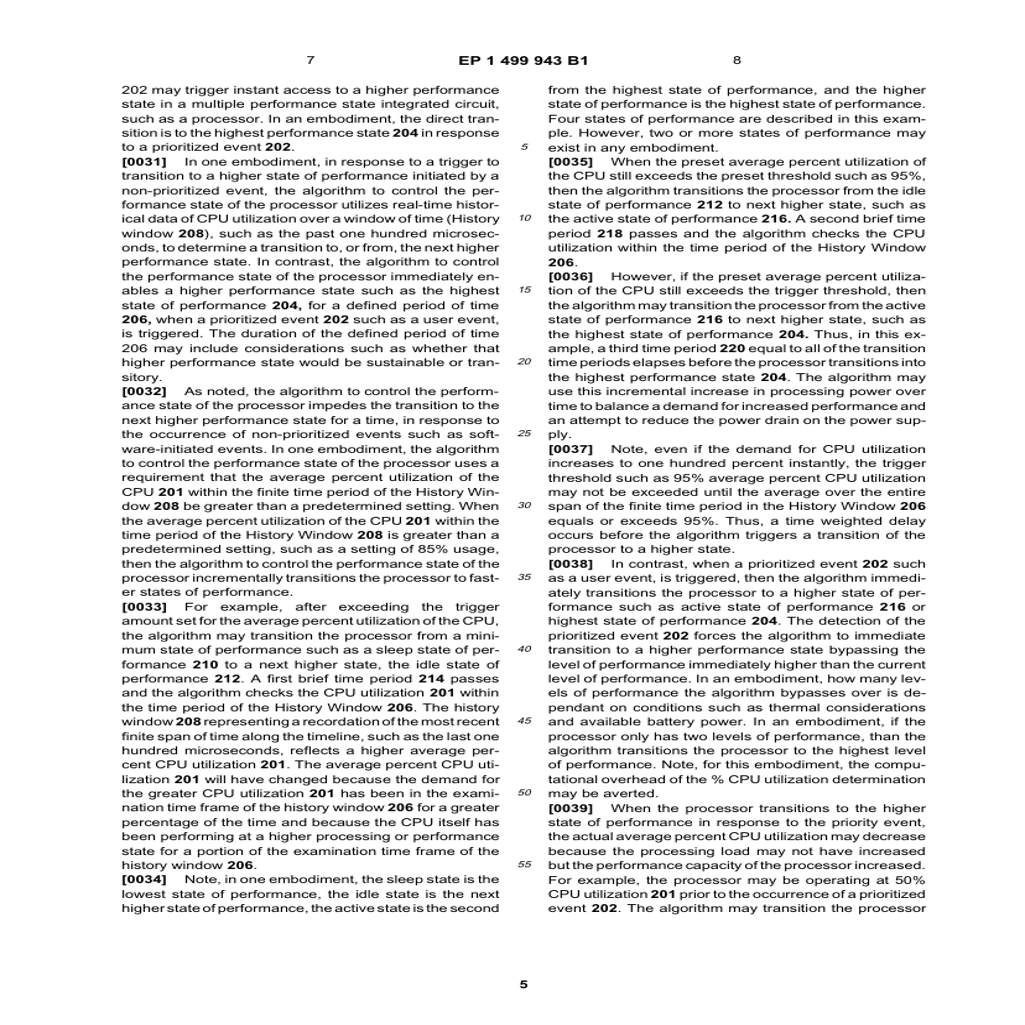 7
EP 1 499 943 B1
8
202 may trigger instant access to a higher performance
state in a multiple performance state integrated circuit,
such as a processor. In an embodiment, the direct tran-
sition is to the highest performance state 204 in response
to a prioritized event 202.
[0031] In one embodiment, in response to a trigger to
transition to a higher state of performance initiated by a
non-prioritized event, the algorithm to control the per-
formance state of the processor utilizes real-time histor-
ical data of CPU utilization over a window of time (History
window 208), such as the past one hundred microsec-
onds, to determine a transition to, or from, the next higher
performance state. In contrast, the algorithm to control
the performance state of the processor immediately en-
ables a higher performance state such as the highest
state of performance 204, for a defined period of time
206, when a prioritized event 202 such as a user event,
is triggered. The duration of the defined period of time
206 may include considerations such as whether that
higher performance state would be sustainable or tran-
sitory.
[0032] As noted, the algorithm to control the perform-
ance state of the processor impedes the transition to the
next higher performance state for a time, in response to
the occurrence of non-prioritized events such as soft-
ware-initiated events. In one embodiment, the algorithm
to control the performance state of the processor uses a
requirement that the average percent utilization of the
CPU 201 within the finite time period of the History Win-
dow 208 be greater than a predetermined setting. When
the average percent utilization of the CPU 201 within the
time period of the History Window 208 is greater than a
predetermined setting, such as a setting of 85% usage,
then the algorithm to control the performance state of the
processor incrementally transitions the processor to fast-
er states of performance.
[0033] For example, after exceeding the trigger
amount set for the average percent utilization of the CPU,
the algorithm may transition the processor from a mini-
mum state of performance such as a sleep state of per-
formance 210 to a next higher state, the idle state of
performance 212. A first brief time period 214 passes
and the algorithm checks the CPU utilization 201 within
the time period of the History Window 206. The history
window 208 representing a recordation of the most recent
finite span of time along the timeline, such as the last one
hundred microseconds, reflects a higher average per-
cent CPU utilization 201. The average percent CPU uti-
lization 201 will have changed because the demand for
the greater CPU utilization 201 has been in the exami-
nation time frame of the history window 206 for a greater
percentage of the time and because the CPU itself has
been performing at a higher processing or performance
state for a portion of the examination time frame of the
history window 206.
[0034] Note, in one embodiment, the sleep state is the
lowest state of performance, the idle state is the next
higher state of performance, the active state is the second
5
10
15
20
25
30
35
40
45
50
55
from the highest state of performance, and the higher
state of performance is the highest state of performance.
Four states of performance are described in this exam-
ple. However, two or more states of performance may
exist in any embodiment.
[0035] When the preset average percent utilization of
the CPU still exceeds the preset threshold such as 95%,
then the algorithm transitions the processor from the idle
state of performance 212 to next higher state, such as
the active state of performance 216. A second brief time
period 218 passes and the algorithm checks the CPU
utilization within the time period of the History Window
206.
[0036] However, if the preset average percent utiliza-
tion of the CPU still exceeds the trigger threshold, then
the algorithm may transition the processor from the active
state of performance 216 to next higher state, such as
the highest state of performance 204. Thus, in this ex-
ample, a third time period 220 equal to all of the transition
time periods elapses before the processor transitions into
the highest performance state 204. The algorithm may
use this incremental increase in processing power over
time to balance a demand for increased performance and
an attempt to reduce the power drain on the power sup-
ply.
[0037] Note, even if the demand for CPU utilization
increases to one hundred percent instantly, the trigger
threshold such as 95% average percent CPU utilization
may not be exceeded until the average over the entire
span of the finite time period in the History Window 206
equals or exceeds 95%. Thus, a time weighted delay
occurs before the algorithm triggers a transition of the
processor to a higher state.
[0038] In contrast, when a prioritized event 202 such
as a user event, is triggered, then the algorithm immedi-
ately transitions the processor to a higher state of per-
formance such as active state of performance 216 or
highest state of performance 204. The detection of the
prioritized event 202 forces the algorithm to immediate
transition to a higher performance state bypassing the
level of performance immediately higher than the current
level of performance. In an embodiment, how many lev-
els of performance the algorithm bypasses over is de-
pendant on conditions such as thermal considerations
and available battery power. In an embodiment, if the
processor only has two levels of performance, than the
algorithm transitions the processor to the highest level
of performance. Note, for this embodiment, the compu-
tational overhead of the % CPU utilization determination
may be averted.
[0039] When the processor transitions to the higher
state of performance in response to the priority event,
the actual average percent CPU utilization may decrease
because the processing load may not have increased
but the performance capacity of the processor increased.
For example, the processor may be operating at 50%
CPU utilization 201 prior to the occurrence of a prioritized
event 202. The algorithm may transition the processor
5